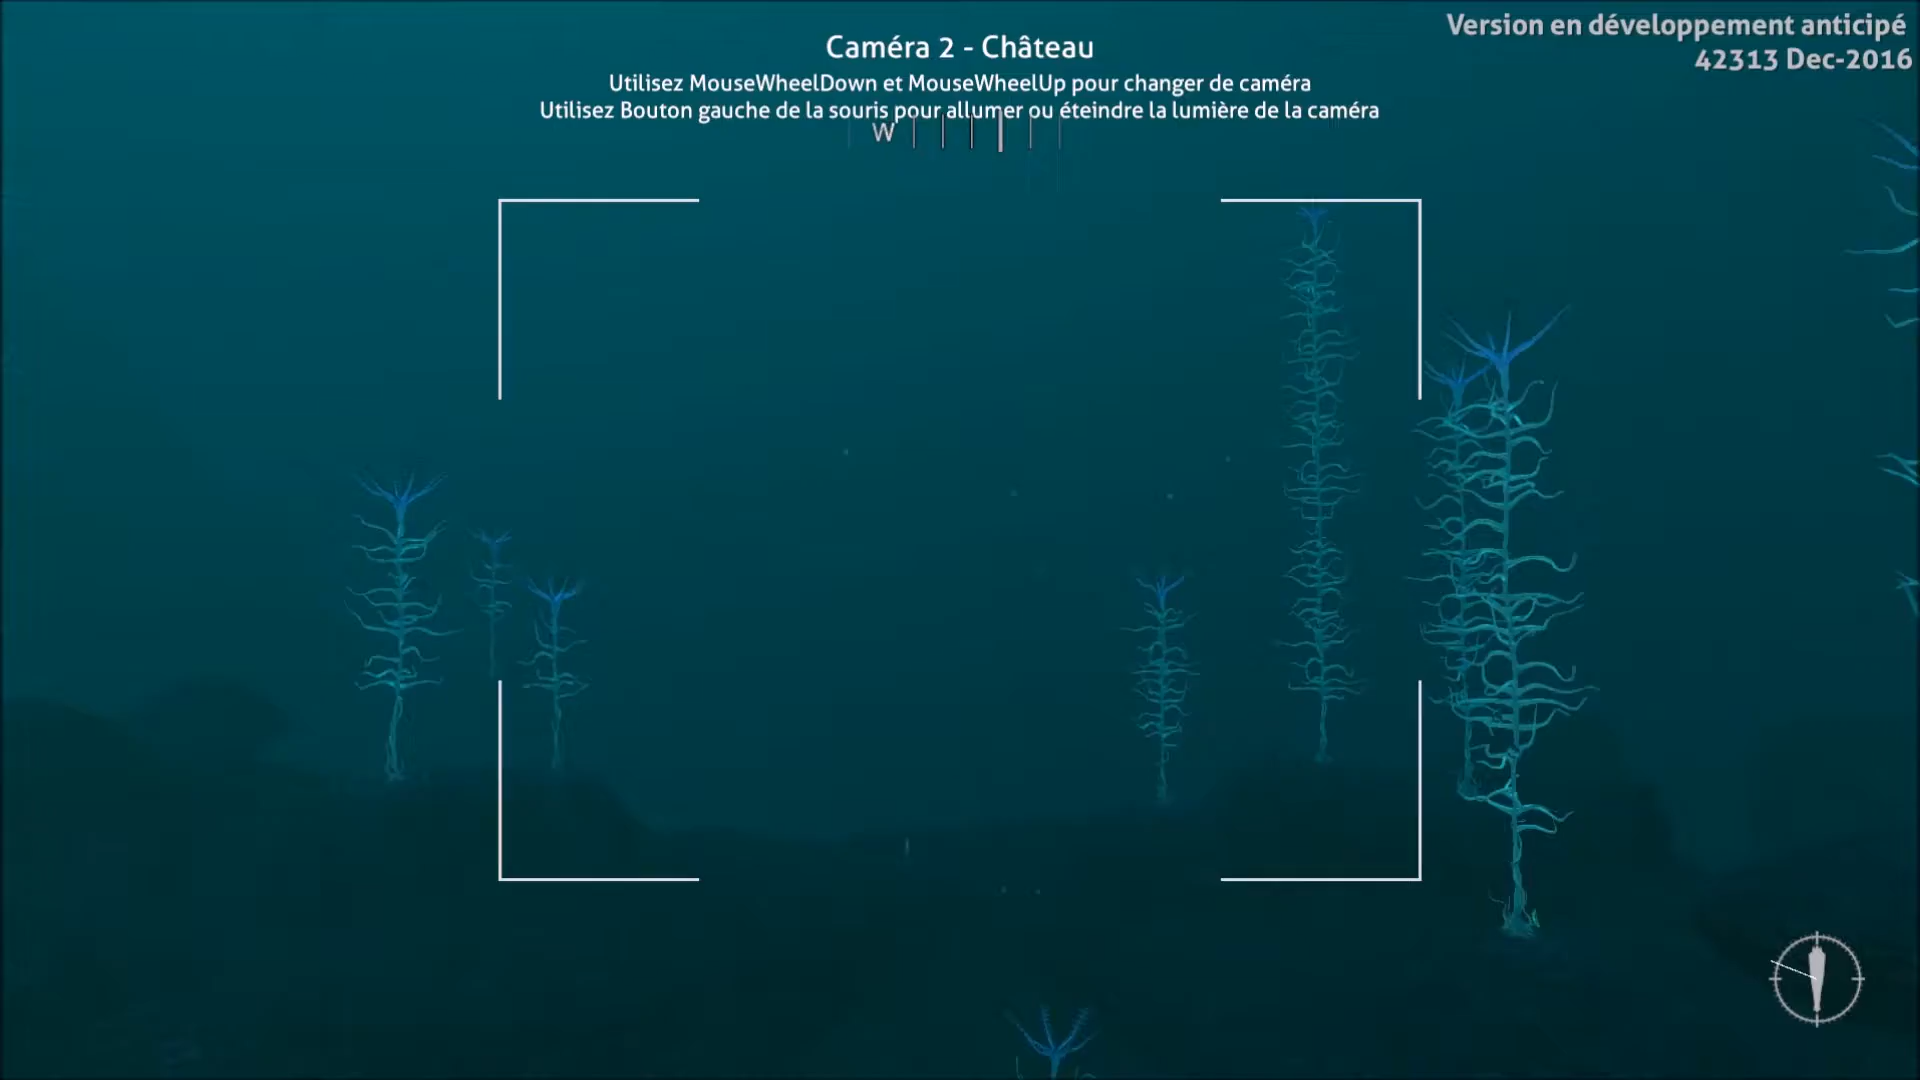 Version en développement anticipé
42313 Dec-2016
Caméra 2 - Château
Utilisez MouseWheelDown et MouseWheelUp pour changer de caméra
Utilisez Bouton gauche de la souris pour allumer ou éteindre la lumière de la caméra
W